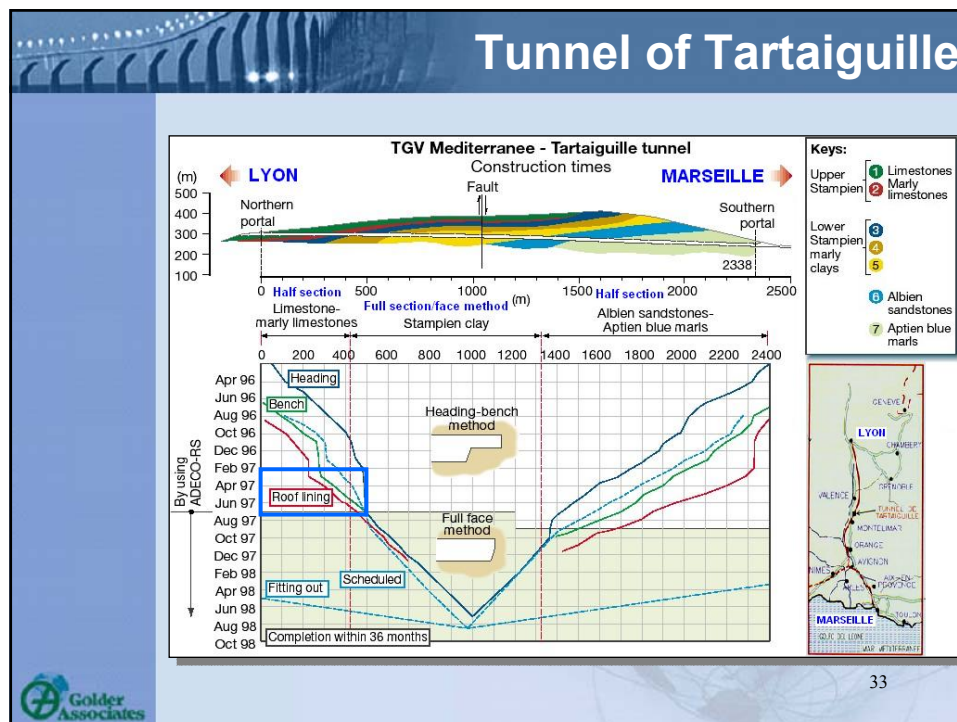 Tunnel of Tartaiguille
TGV Mediterranee - Tartaiguille tunnel
Construction times
LYON
MARSEILLE
(m)
500
400
300
200
100
Northern
portal
Fault
Southern
portal
2338
0
500
1000
(m)
1500
2000
2500
Half section
Full section/face method
Half section
Limestone-
marly limestones
Stampien clay
Albien sandstones-
Aptien blue marls
0 200 400 600 800 1000 1200 1400 1600 1800 2000 2200 2400
Apr 96
Jun 96
Aug 96
Oct 96
Dec 96
Feb 97
Apr 97
Jun 97
Aug 97
Oct 97
Dec 97
Feb 98
Apr 98
Jun 98
Aug 98
Oct 98
By using
ADECO-RS
Heading
Bench
Roof lining
Heading-bench
method
Full face
method
Scheduled
Fitting out
Completion within 36 months
Keys:
Upper
Stampien
1 Limestones
2 Marly
limestones
Lower
Stampien
marly
clays
3
4
5
6 Albien
sandstones
7 Aptien blue
marls
GENEVE
LYON
CHAMBERY
GRENOBLE
VALENCE
TUNNEL DE
TARTAIGUILLE
MONTELIMAR
ORANGE
AVIGNON
NIMES
AIX-EN-
PROVENCE
ARLES
MARSEILLE
TOULON
MAR MEDITERRANEE
33
Golder
Associates